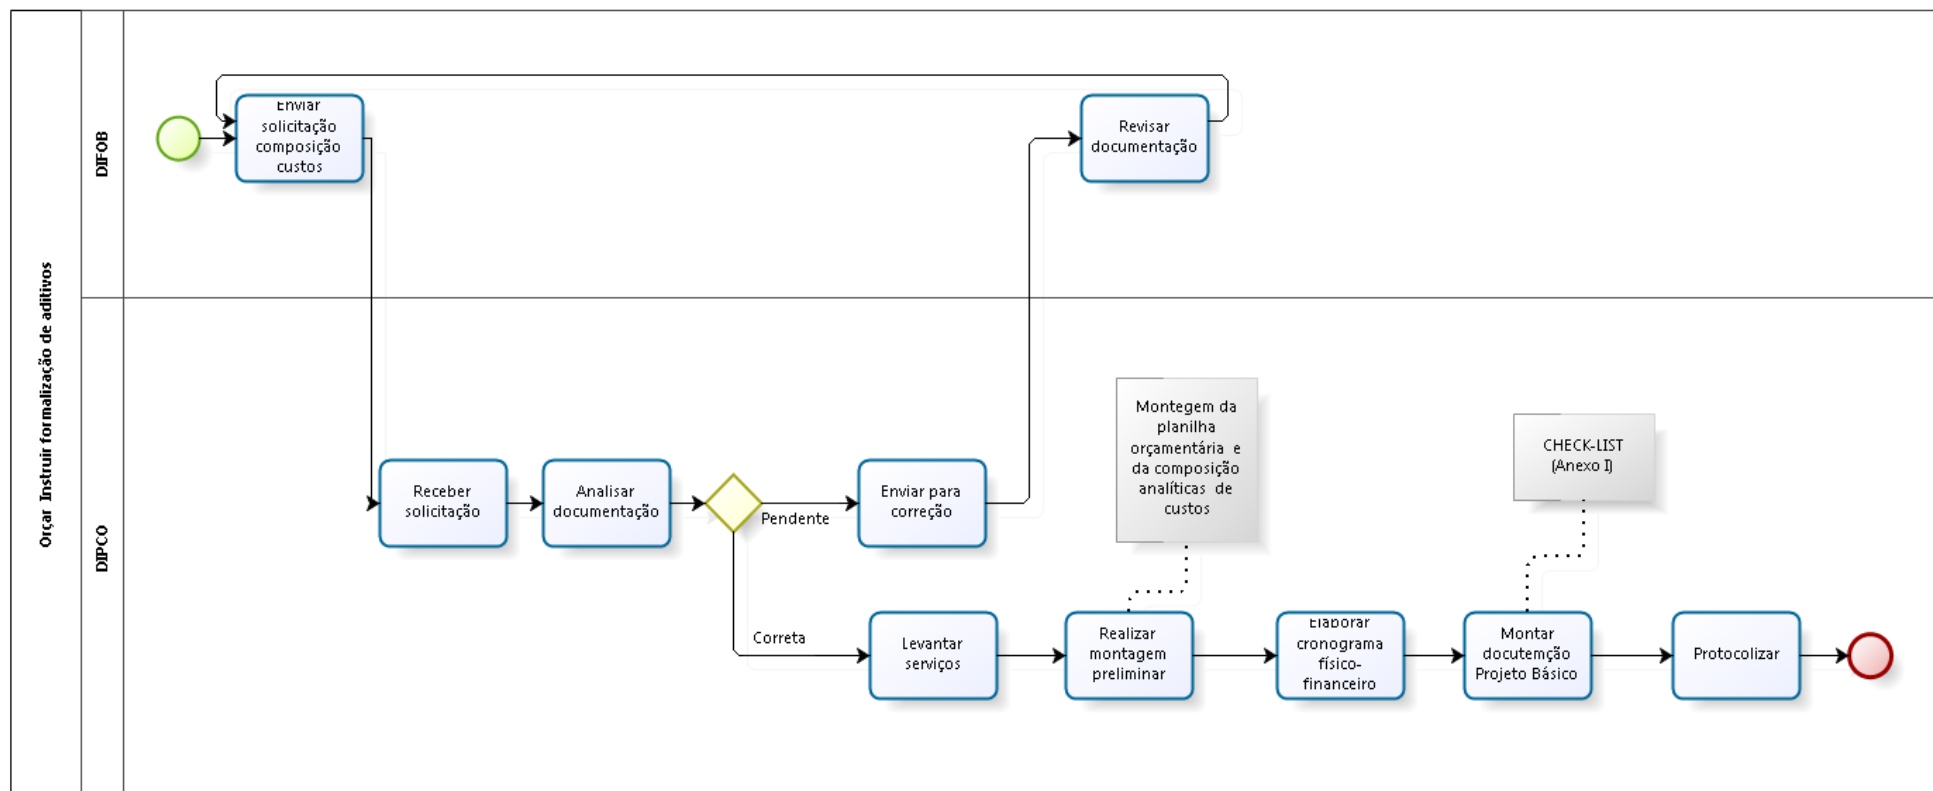 Orçar Instruir formalização de aditivos
DIFOB
Enviar
solicitação
composição
custos
Revisar
documentação
DIPCO
Receber
solicitação
Analisar
documentação
Pendente
Enviar para
correção
Montegem da
planilha
orçamentária e
da composição
analíticas de
custos
CHECK-LIST
(Anexo I)
Correta
Levantar
serviços
Realizar
montagem
preliminar
Elaborar
cronograma
físico-
financeiro
Montar
docutemção
Projeto Básico
Protocolizar